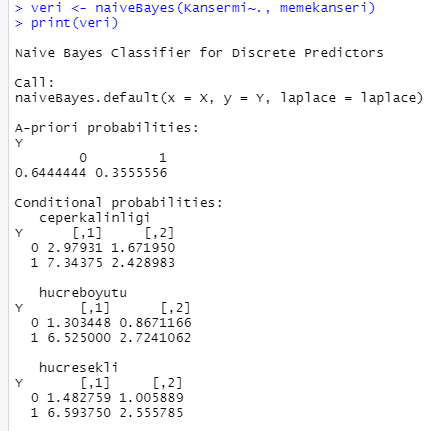 > veri <- naiveBayes(Kansermi~., memekanseri)
> print(veri)
Naive Bayes Classifier for Discrete Predictors
Call:
naiveBayes.default(x = X, y = Y, laplace = laplace)
A-priori probabilities:
Y
0 1
0.6444444 0.3555556
Conditional probabilities:
ceperkalinligi
Y [,1] [,2]
0 2.97931 1.671950
1 7.34375 2.428983
hucreboyutu
Y [,1] [,2]
0 1.303448 0.8671166
1 6.525000 2.7241062
hucresekli
Y [,1] [,2]
0 1.482759 1.005889
1 6.593750 2.555785